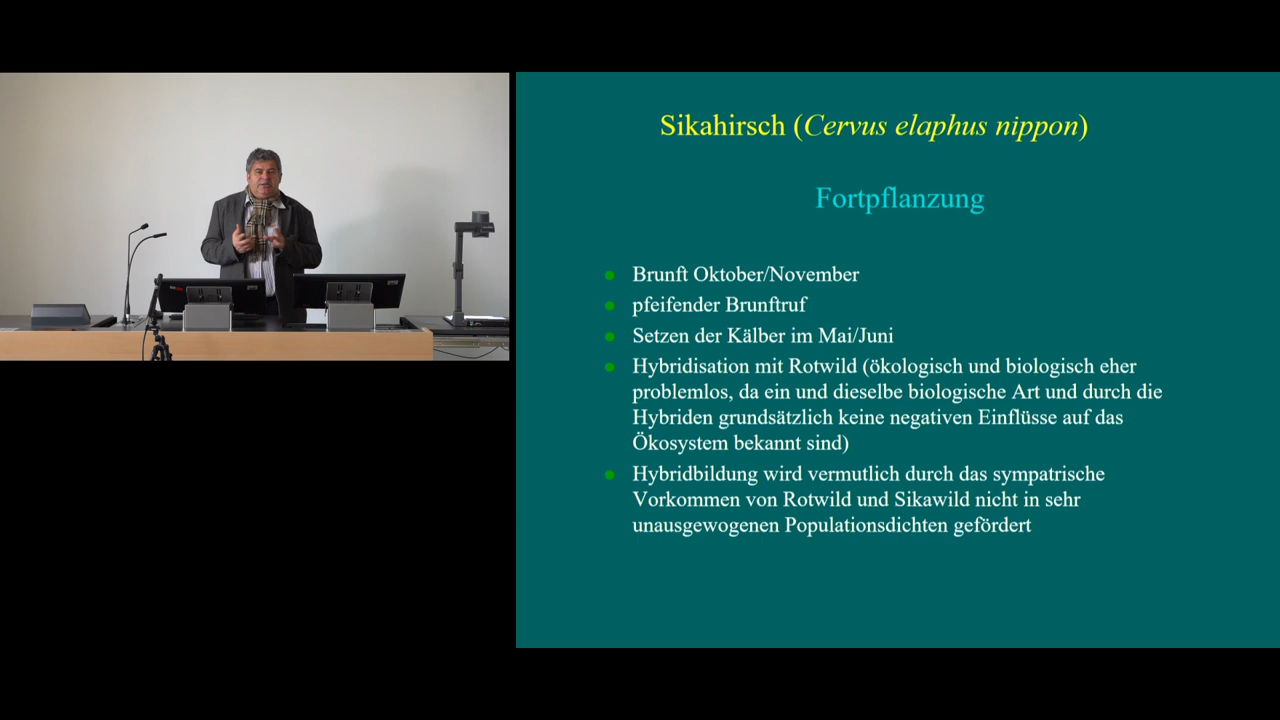 Sikahirsch (Cervus elaphus nippon)
Fortpflanzung
Brunft Oktober/November
pfeifender Brunftruf
Setzen der Kälber im Mai/Juni
Hybridisation mit Rotwild (ökologisch und biologisch eher
problemlos, da ein und dieselbe biologische Art und durch die
Hybriden grundsätzlich keine negativen Einflüsse auf das
Ökosystem bekannt sind)
Hybridbildung wird vermutlich durch das sympatrische
Vorkommen von Rotwild und Sikawild nicht in sehr
unausgewogenen Populationsdichten gefördert